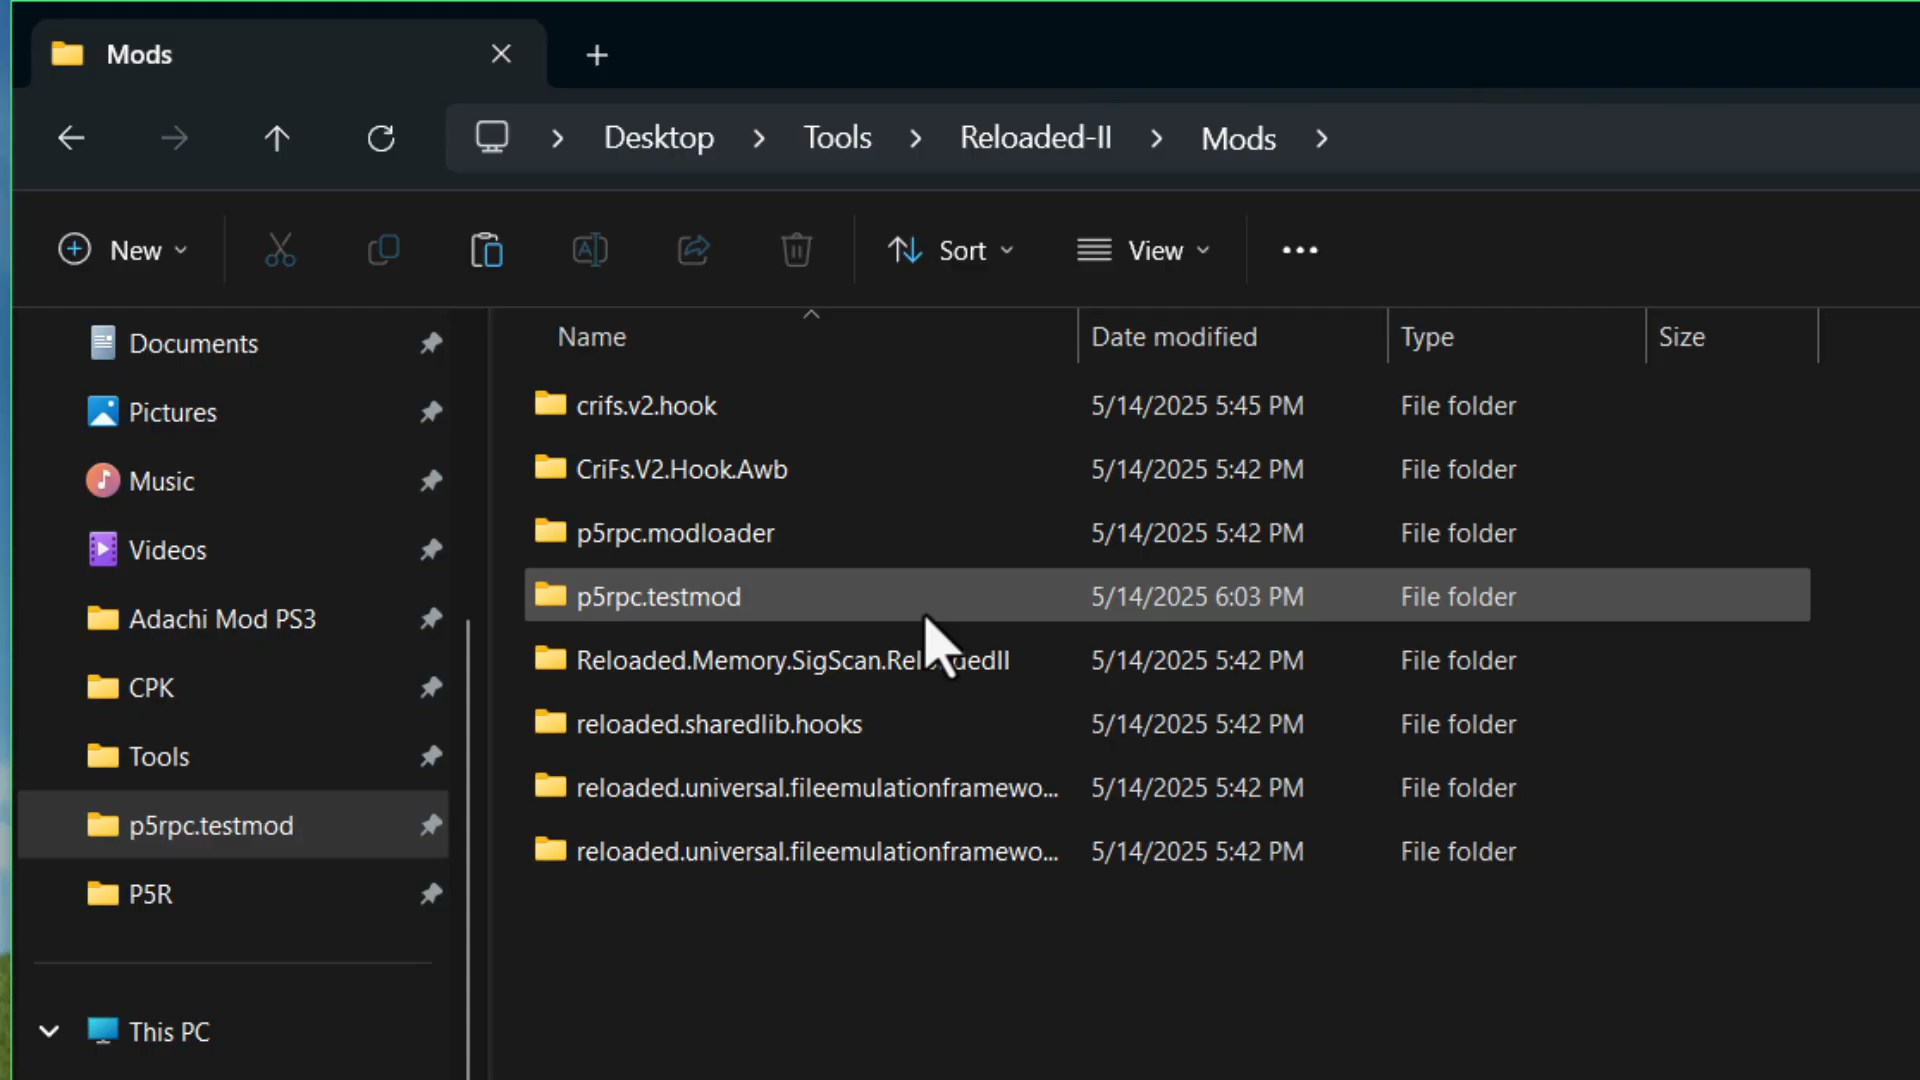 Mods
Desktop > Tools > Reloaded-II > Mods >
New
Sort
View
Documents
Pictures
Music
Videos
Adachi Mod PS3
CPK
Tools
p5rpc.testmod
P5R
This PC
Name Date modified Type Size
crifs.v2.hook 5/14/2025 5:45 PM File folder
CriFs.V2.Hook.Awb 5/14/2025 5:42 PM File folder
p5rpc.modloader 5/14/2025 5:42 PM File folder
p5rpc.testmod 5/14/2025 6:03 PM File folder
Reloaded.Memory.SigScan.ReloadedII 5/14/2025 5:42 PM File folder
reloaded.sharedlib.hooks 5/14/2025 5:42 PM File folder
reloaded.universal.fileemulationframewo... 5/14/2025 5:42 PM File folder
reloaded.universal.fileemulationframewo... 5/14/2025 5:42 PM File folder